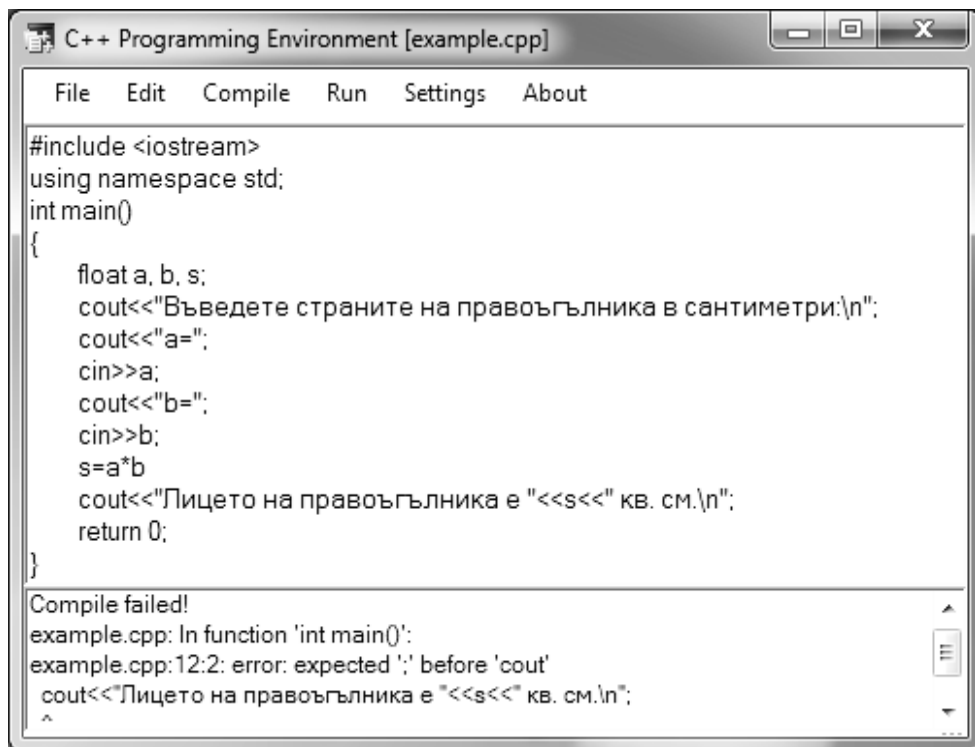 C++ Programming Environment [example.cpp]
File Edit Compile Run Settings About
#include <iostream>
using namespace std;
int main()
{
float a, b, s;
cout<<"Въведете страните на правоъгълника в сантиметри:\n";
cout<<"a=";
cin>>a;
cout<<"b=";
cin>>b;
s=a*b
cout<<"Лицето на правоъгълника е "<<s<<" кв. см.\n";
return 0;
}
Compile failed!
example.cpp: In function 'int main()':
example.cpp:12:2: error: expected ';' before 'cout'
cout<<"Лицето на правоъгълника е "<<s<<" кв. см.\n";
^